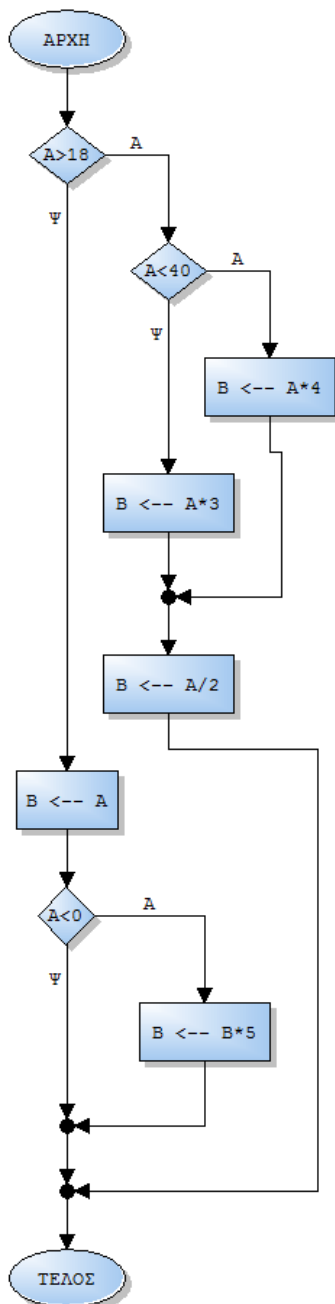 ΑΡΧΗ
Α>18
Α
Ψ
Α<40
Α
Ψ
Β <-- Α*4
Β <-- Α*3
Β <-- Α/2
Β <-- Α
Α<0
Α
Ψ
Β <-- Β*5
ΤΕΛΟΣ